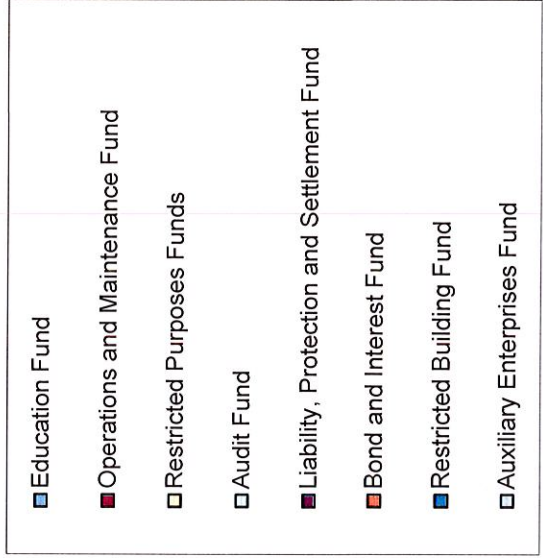 Education Fund
Operations and Maintenance Fund
Restricted Purposes Funds
Audit Fund
Liability, Protection and Settlement Fund
Bond and Interest Fund
Restricted Building Fund
Auxiliary Enterprises Fund